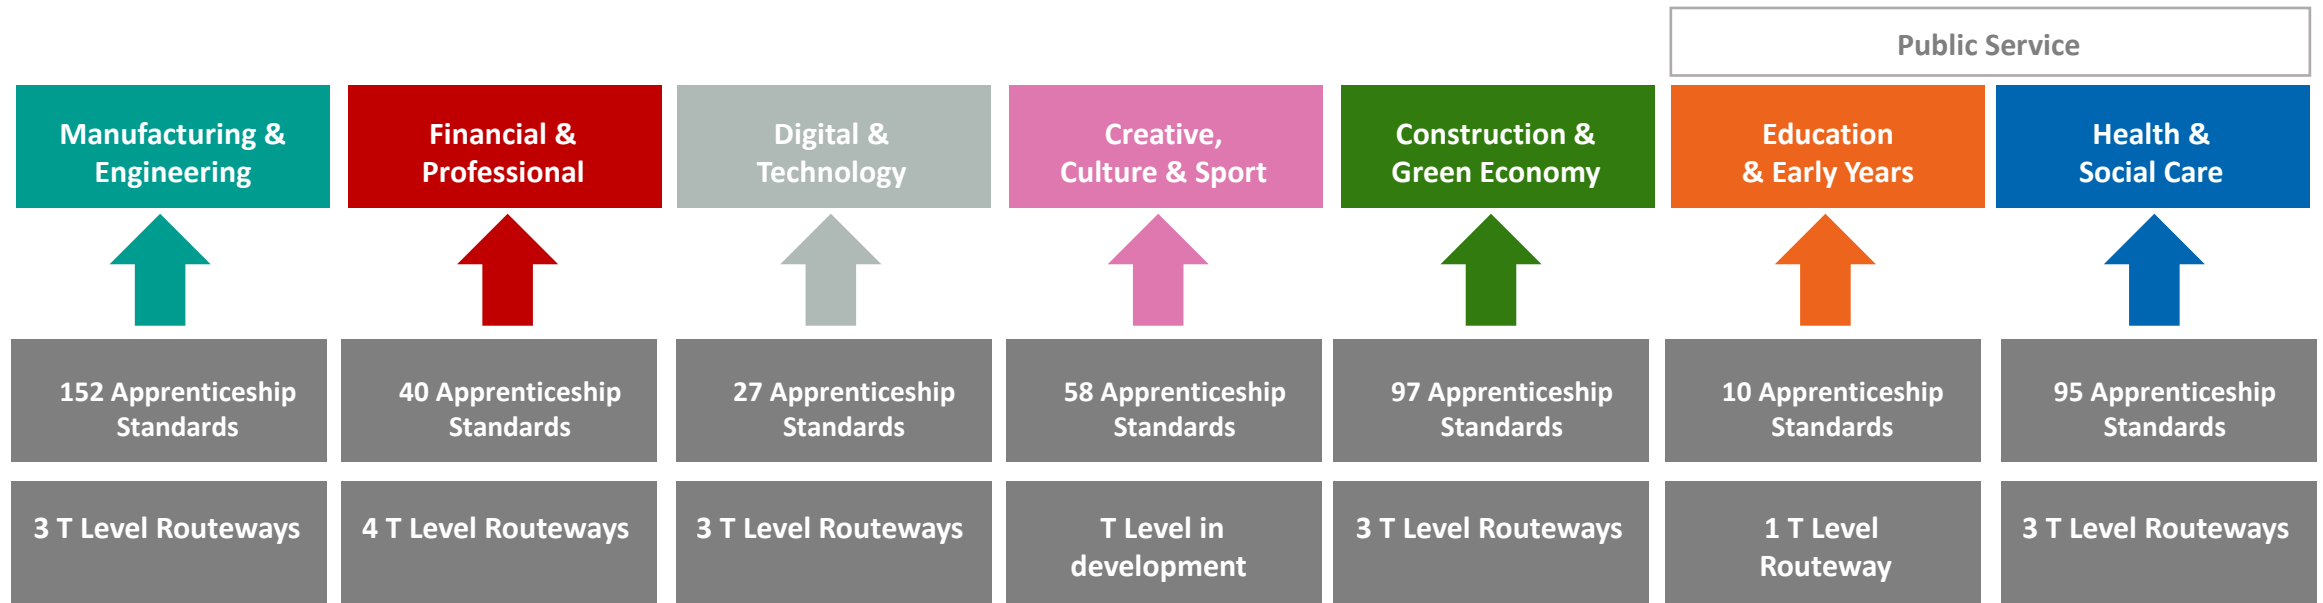 Public Service
Manufacturing &
Engineering
Financial &
Professional
Digital &
Technology
Creative,
Culture & Sport
Construction &
Green Economy
Education
& Early Years
Health &
Social Care
152 Apprenticeship
Standards
40 Apprenticeship
Standards
27 Apprenticeship
Standards
58 Apprenticeship
Standards
97 Apprenticeship
Standards
10 Apprenticeship
Standards
95 Apprenticeship
Standards
3 T Level Routeways
4 T Level Routeways
3 T Level Routeways
T Level in
development
3 T Level Routeways
1 T Level
Routeway
3 T Level Routeways